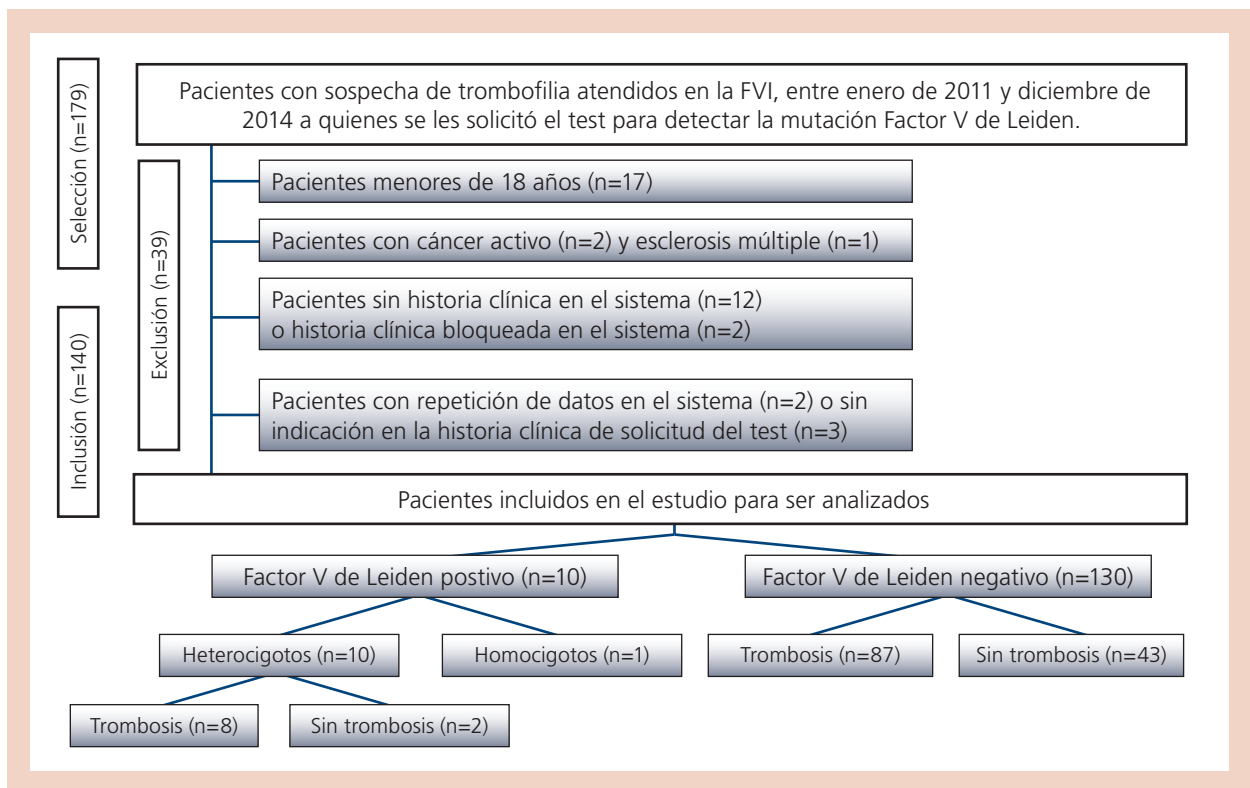 Selección (n=179)
Pacientes con sospecha de trombofilia atendidos en la FVI, entre enero de 2011 y diciembre de
2014 a quienes se les solicitó el test para detectar la mutación Factor V de Leiden.
Exclusión (n=39)
Pacientes menores de 18 años (n=17)
Pacientes con cáncer activo (n=2) y esclerosis múltiple (n=1)
Pacientes sin historia clínica en el sistema (n=12)
o historia clínica bloqueada en el sistema (n=2)
Pacientes con repetición de datos en el sistema (n=2) o sin
indicación en la historia clínica de solicitud del test (n=3)
Inclusión (n=140)
Pacientes incluidos en el estudio para ser analizados
Factor V de Leiden postivo (n=10)
Factor V de Leiden negativo (n=130)
Heterocigotos (n=10)
Homocigotos (n=1)
Trombosis (n=87)
Sin trombosis (n=43)
Trombosis (n=8)
Sin trombosis (n=2)